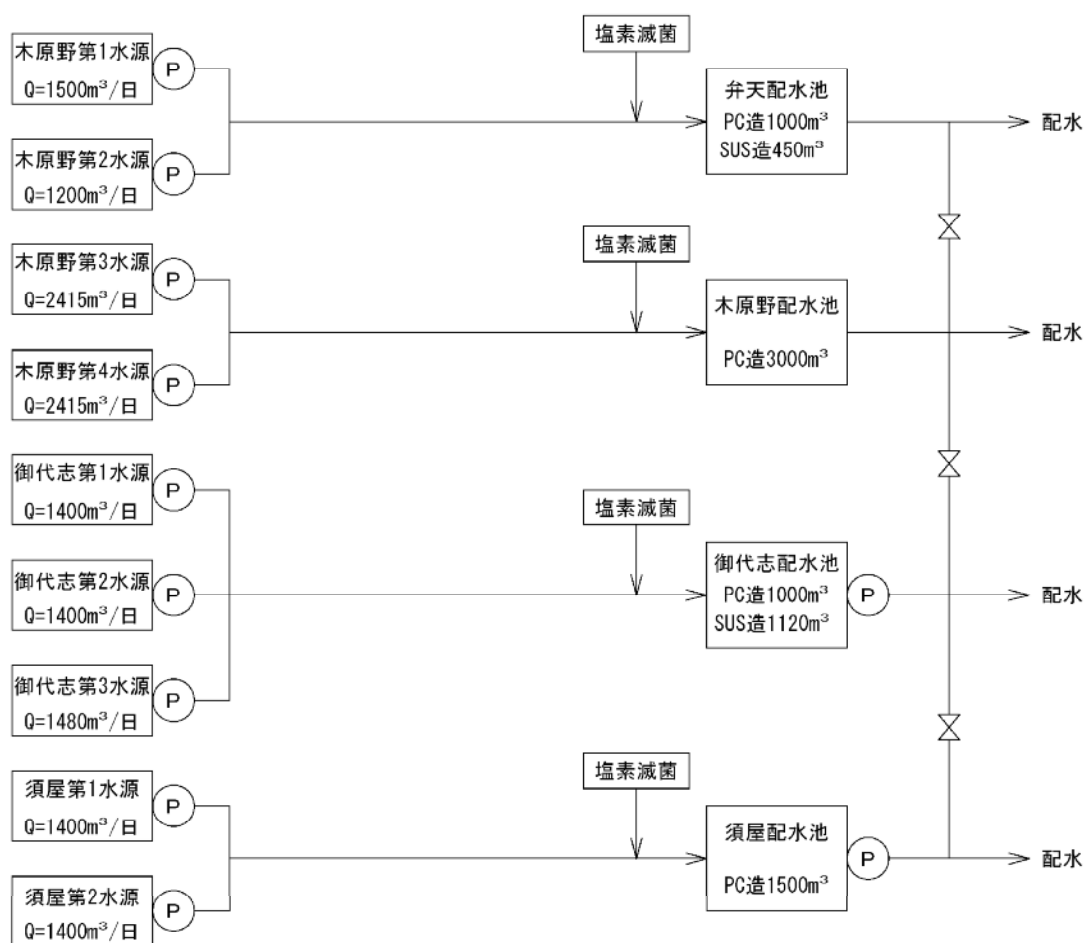 塩素滅菌
木原野第1水源
Q=1500m³/日
P
弁天配水池
PC造1000m³
SUS造450m³
配水
木原野第2水源
Q=1200m³/日
P
塩素滅菌
木原野第3水源
Q=2415m³/日
P
木原野配水池
PC造3000m³
配水
木原野第4水源
Q=2415m³/日
P
御代志第1水源
Q=1400m³/日
P
塩素滅菌
御代志第2水源
Q=1400m³/日
P
御代志配水池
PC造1000m³
SUS造1120m³
P
配水
御代志第3水源
Q=1480m³/日
P
塩素滅菌
須屋第1水源
Q=1400m³/日
P
須屋配水池
PC造1500m³
P
配水
須屋第2水源
Q=1400m³/日
P